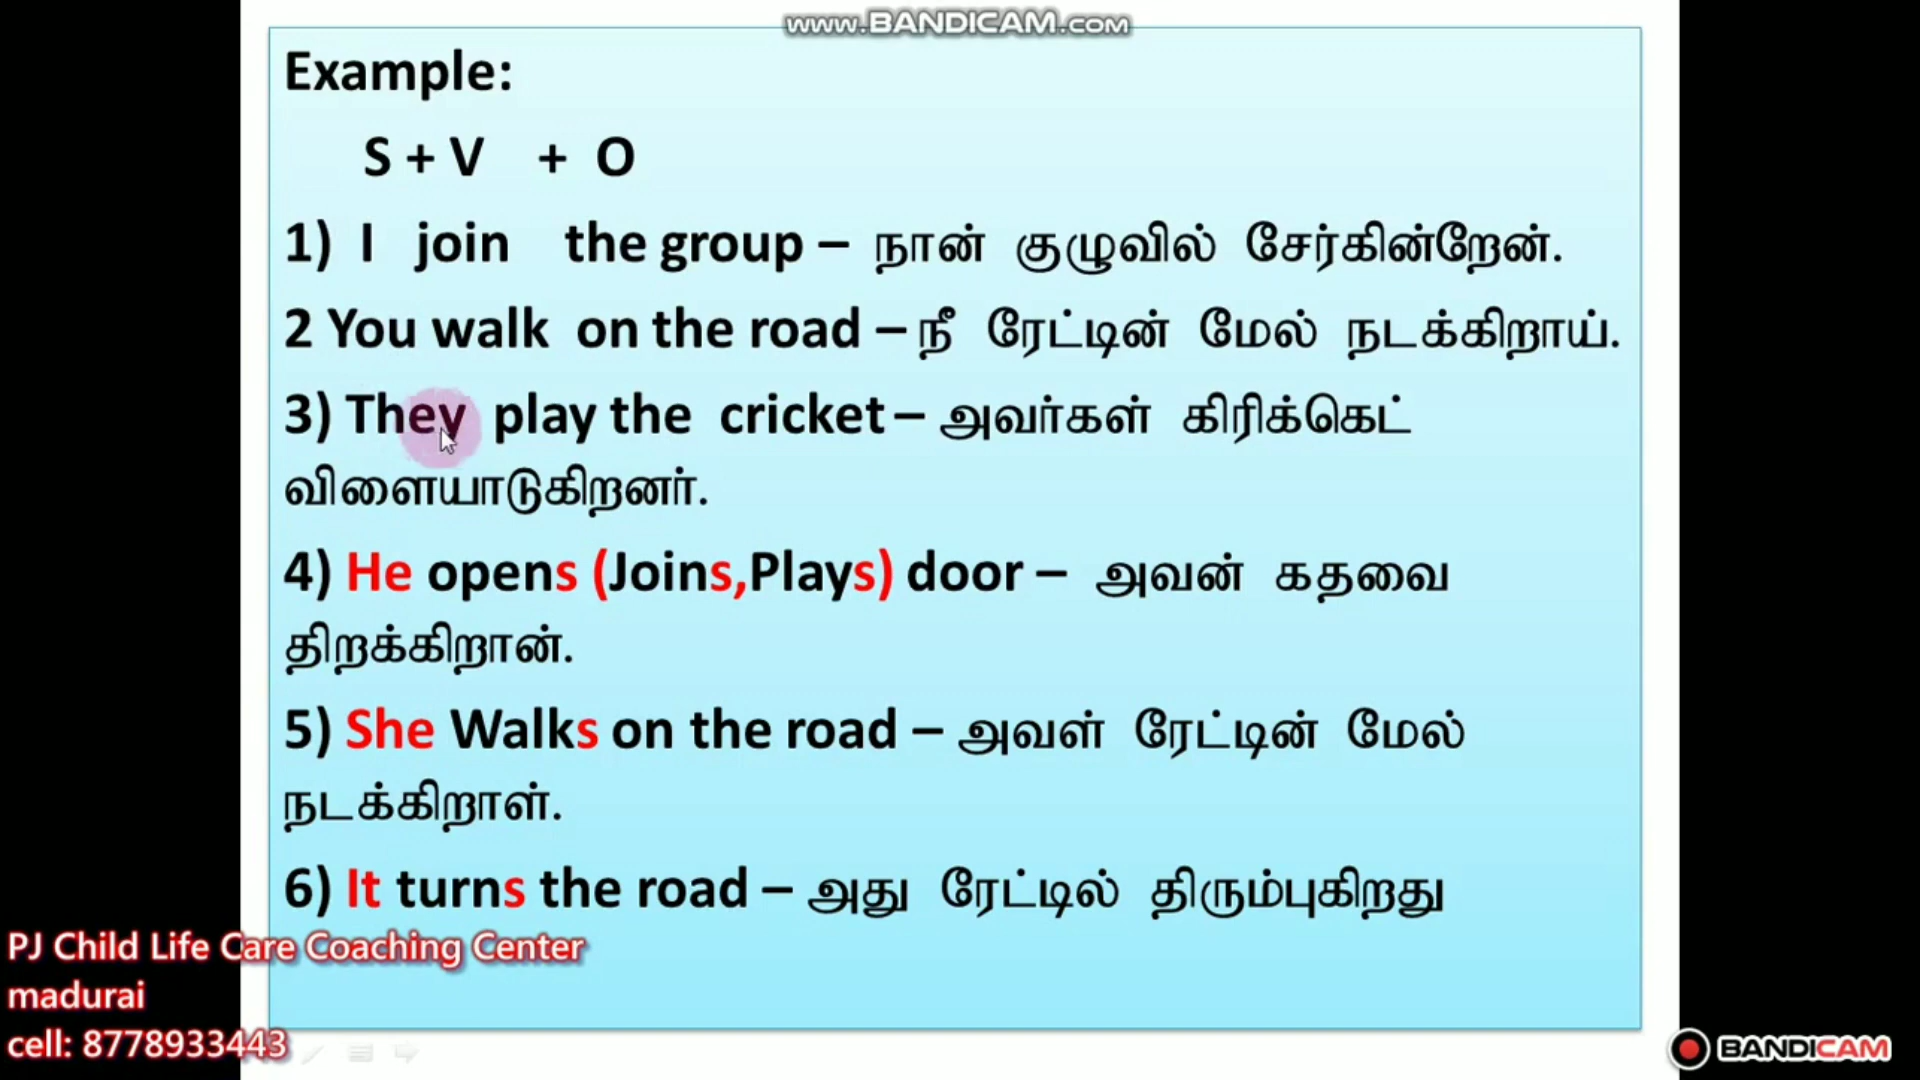 www.BANDICAM.com
Example:
S + V + O
1) I join the group – நான் குழுவில் சேர்கின்றேன்.
2 You walk on the road – நீ ரேட்டின் மேல் நடக்கிறாய்.
3) They play the cricket – அவர்கள் கிரிக்கெட்
விளையாடுகிறனர்.
4) He opens (Joins,Plays) door – அவன் கதவை
திறக்கிறான்.
5) She Walks on the road – அவள் ரேட்டின் மேல்
நடக்கிறாள்.
6) It turns the road – அது ரேட்டில் திரும்புகிறது
PJ Child Life Care Coaching Center
madurai
cell: 8778933443
BANDICAM